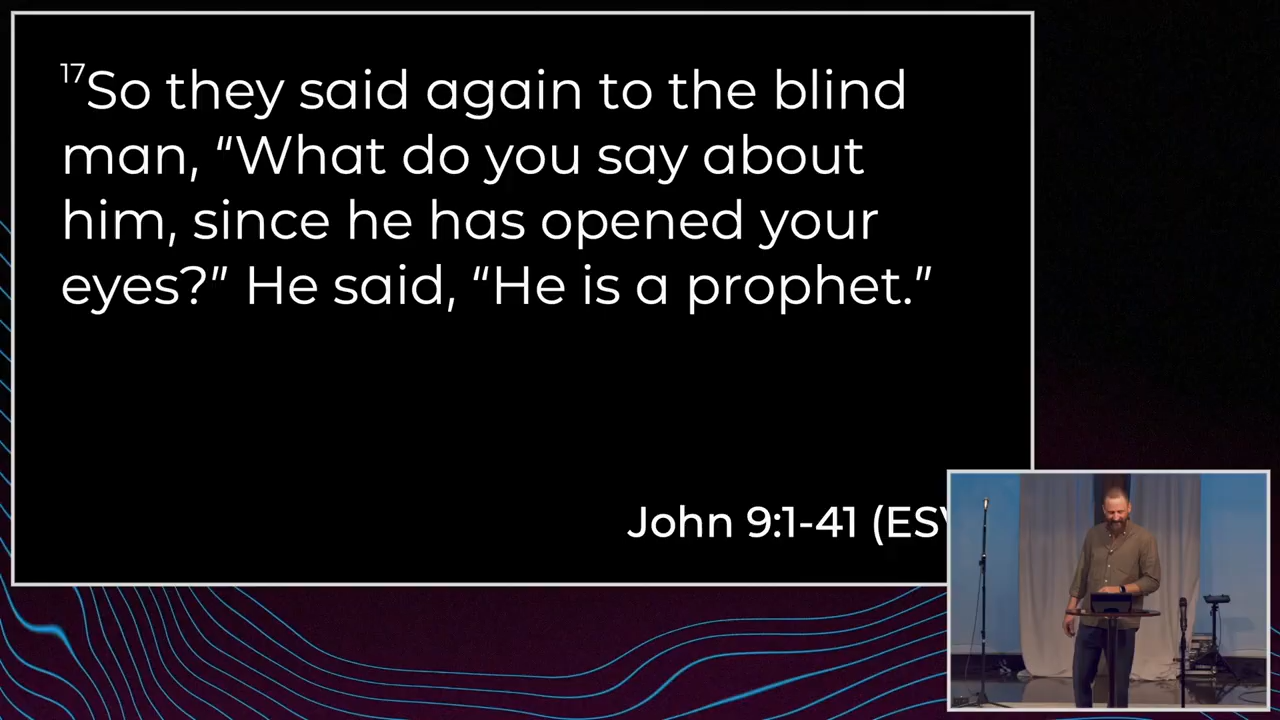 17So they said again to the blind
man, “What do you say about
him, since he has opened your
eyes?” He said, “He is a prophet.”
John 9:1-41 (ESV